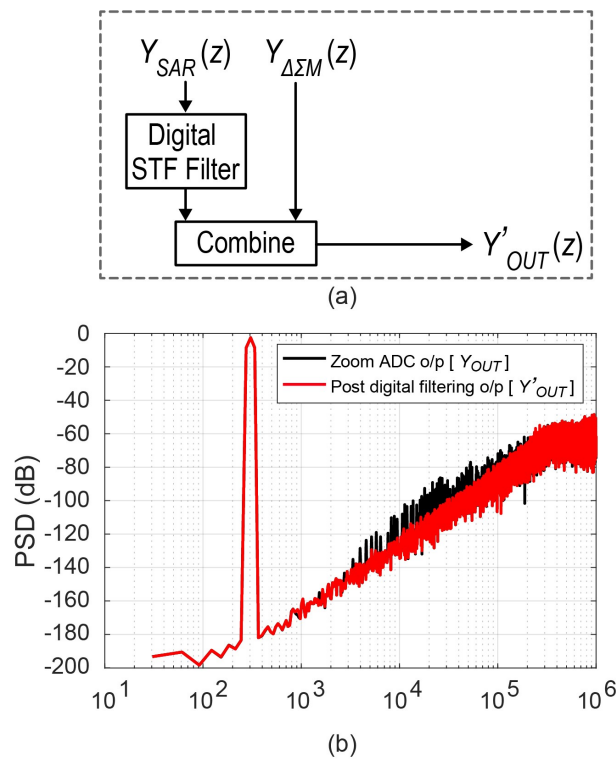 Y_SAR(z) Y_ΔΣM(z)
Digital
STF Filter
Combine
Y'_OUT(z)
(a)
0
-20
-40
-60
-80
-100
-120
-140
-160
-180
-200
PSD (dB)
Zoom ADC o/p [ Y_OUT]
Post digital filtering o/p [ Y'_OUT]
10^1 10^2 10^3 10^4 10^5 10^6
(b)